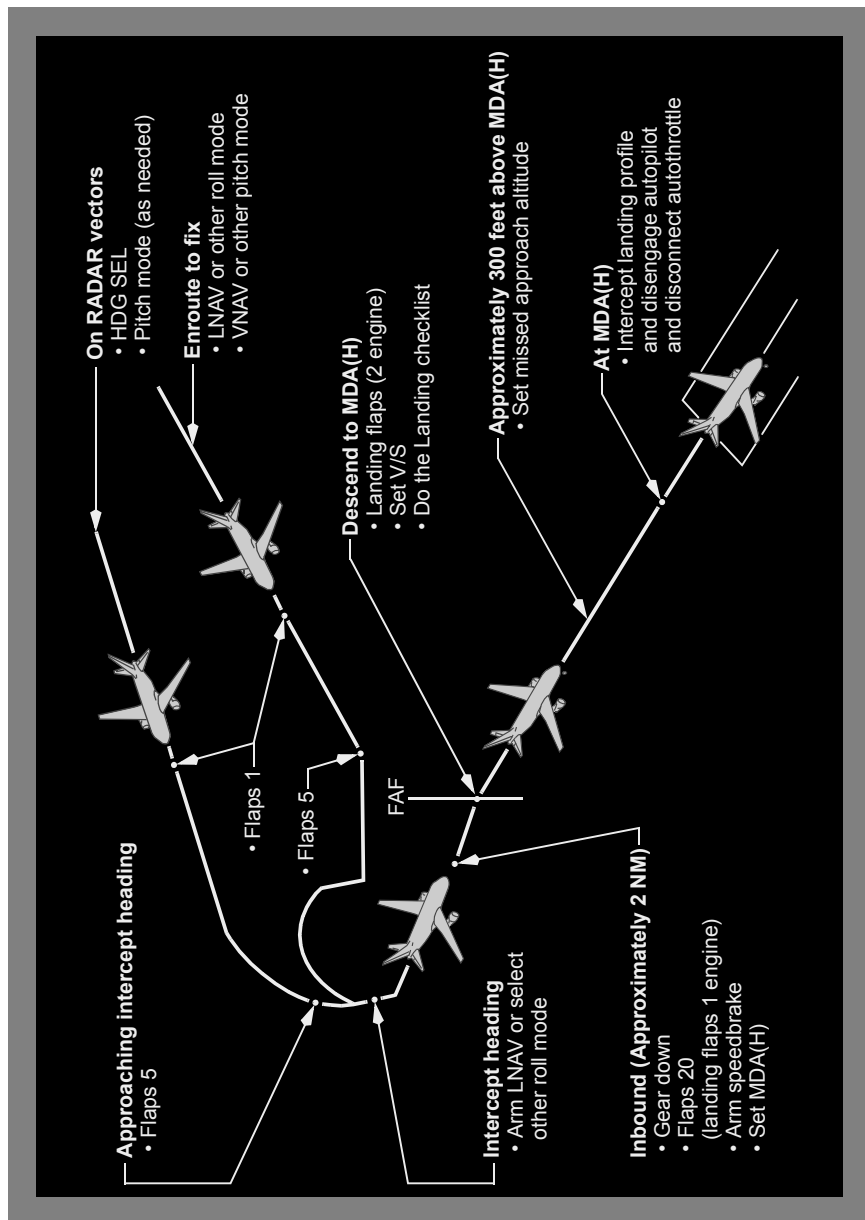 On RADAR vectors
• HDG SEL
• Pitch mode (as needed)
Enroute to fix
• LNAV or other roll mode
• VNAV or other pitch mode
Approaching intercept heading
• Flaps 5
• Flaps 1
• Flaps 5
Descend to MDA(H)
• Landing flaps (2 engine)
• Set V/S
• Do the Landing checklist
FAF
Approximately 300 feet above MDA(H)
• Set missed approach altitude
Intercept heading
• Arm LNAV or select
other roll mode
At MDA(H)
• Intercept landing profile
and disengage autopilot
and disconnect autothrottle
Inbound (Approximately 2 NM)
• Gear down
• Flaps 20
(landing flaps 1 engine)
• Arm speedbrake
• Set MDA(H)